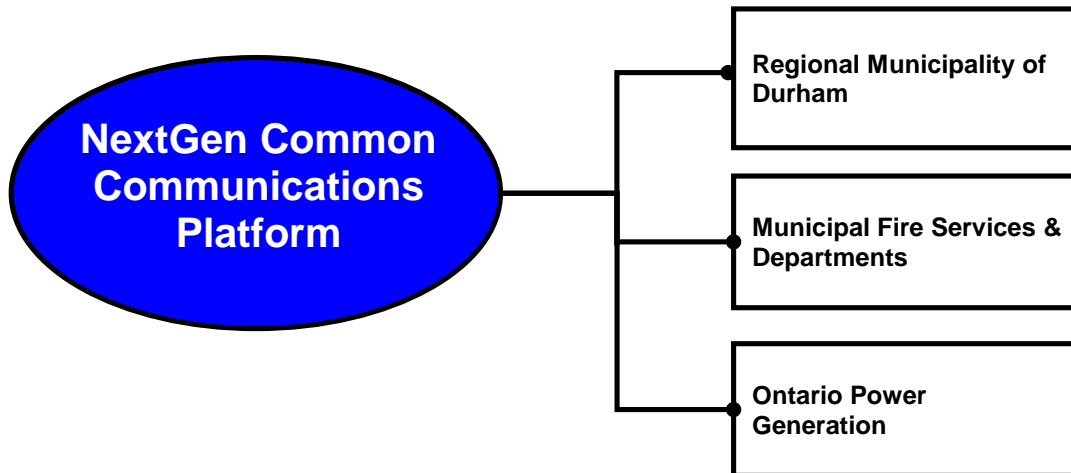 NextGen Common
Communications
Platform
Regional Municipality of
Durham
Municipal Fire Services &
Departments
Ontario Power
Generation